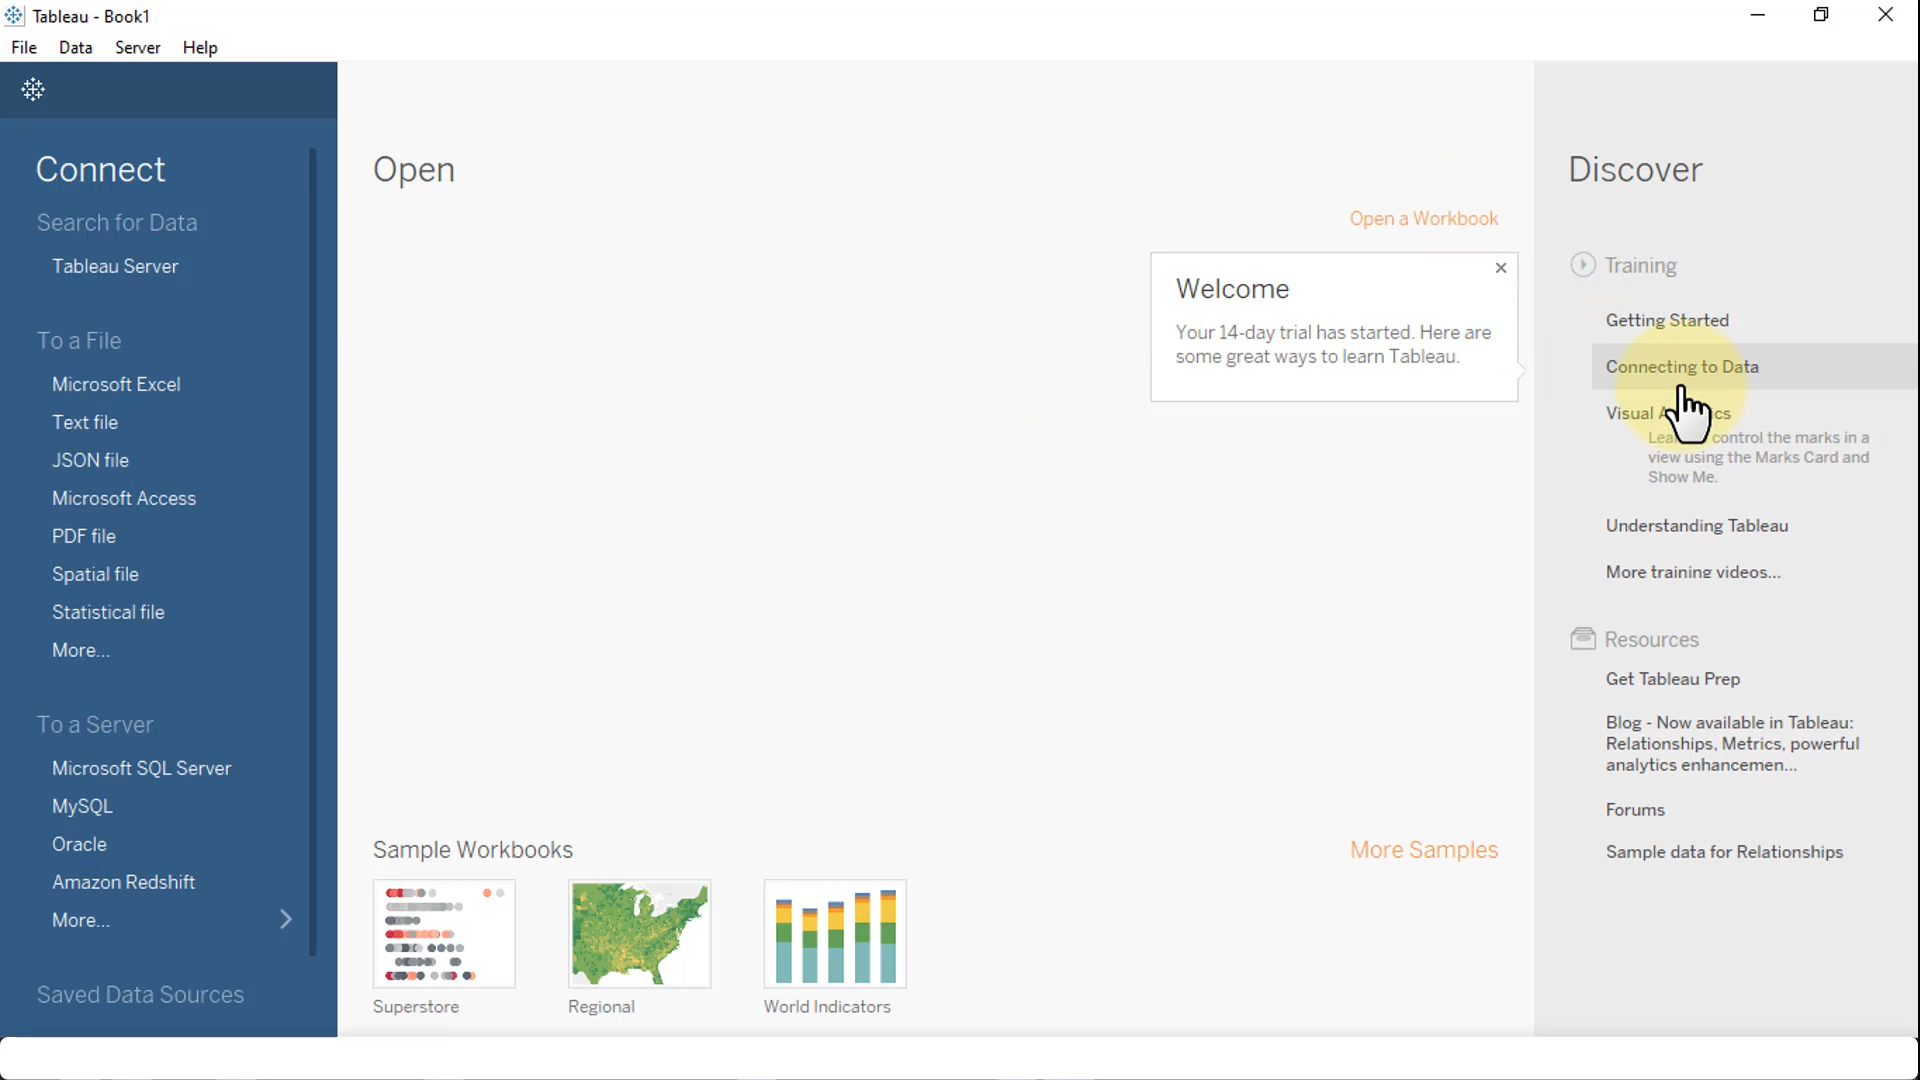 Tableau - Book1
File Data Server Help
Connect
Search for Data
Tableau Server
To a File
Microsoft Excel
Text file
JSON file
Microsoft Access
PDF file
Spatial file
Statistical file
More...
To a Server
Microsoft SQL Server
MySQL
Oracle
Amazon Redshift
More...
Saved Data Sources
Open
Open a Workbook
Welcome
Your 14-day trial has started. Here are
some great ways to learn Tableau.
Sample Workbooks
More Samples
Superstore
Regional
World Indicators
Discover
Training
Getting Started
Connecting to Data
Visual
control the marks in a
view using the Marks Card and
Show Me.
Understanding Tableau
More training videos...
Resources
Get Tableau Prep
Blog - Now available in Tableau:
Relationships, Metrics, powerful
analytics enhancemen...
Forums
Sample data for Relationships